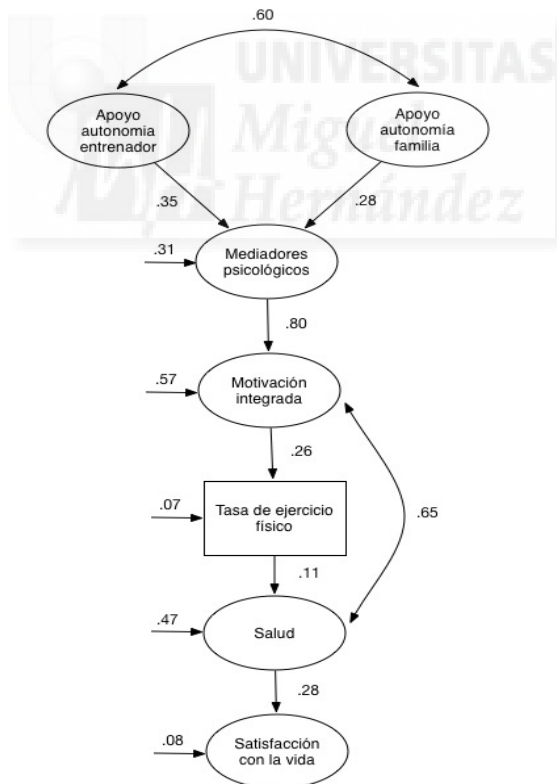 .60
UNIVERSITAS
Miguel
Hernández
Apoyo
autonomia
entrenador
Apoyo
autonomía
familia
.35
.28
.31
Mediadores
psicológicos
.80
.57
Motivación
integrada
.26
.07
Tasa de ejercicio
físico
.65
.11
.47
Salud
.28
.08
Satisfacción
con la vida